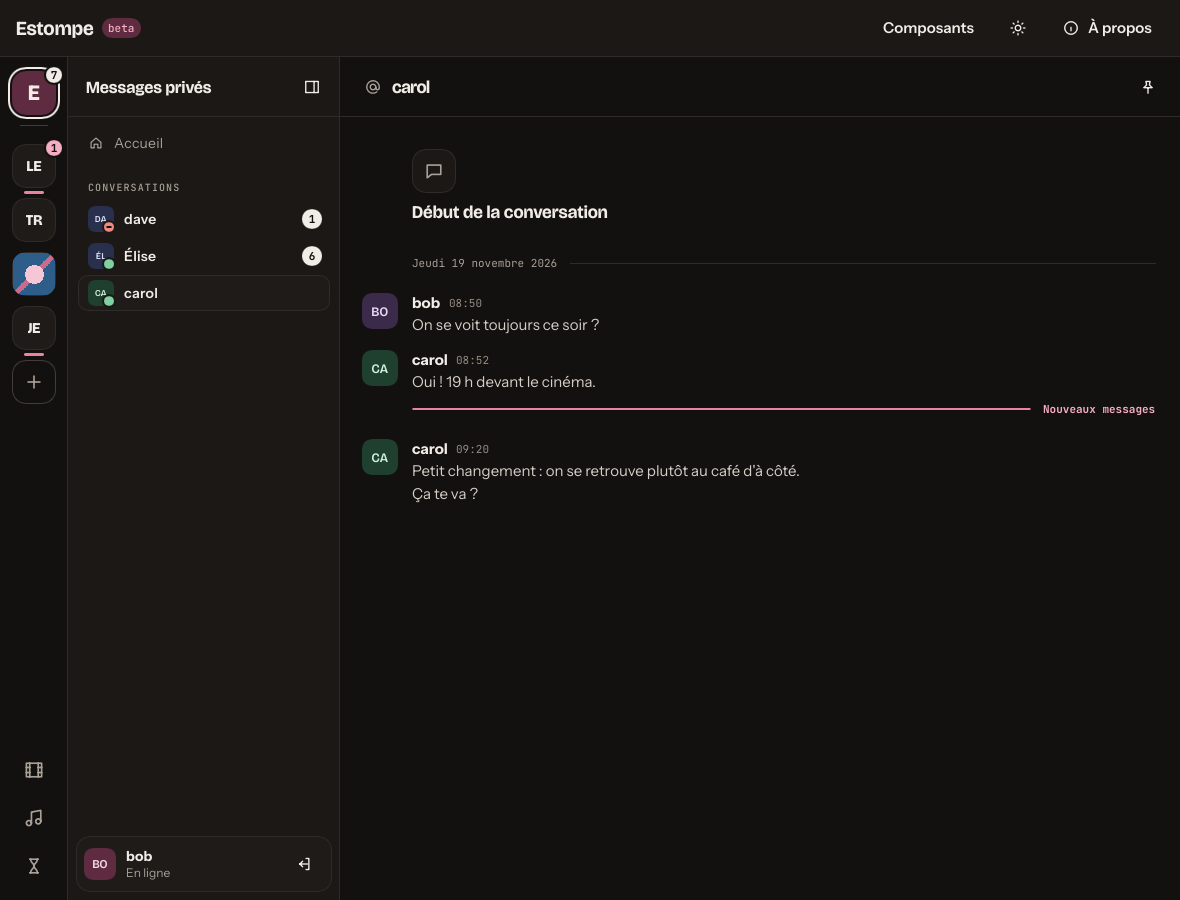 Estompe beta
Composants
À propos
E 7
LE 1
TR
JE
Messages privés
Accueil
CONVERSATIONS
DA dave 1
ÉL Élise 6
CA carol
BO bob
En ligne
carol
Début de la conversation
Jeudi 19 novembre 2026
BO bob 08:50
On se voit toujours ce soir ?
CA carol 08:52
Oui ! 19 h devant le cinéma.
Nouveaux messages
CA carol 09:20
Petit changement : on se retrouve plutôt au café d'à côté.
Ça te va ?